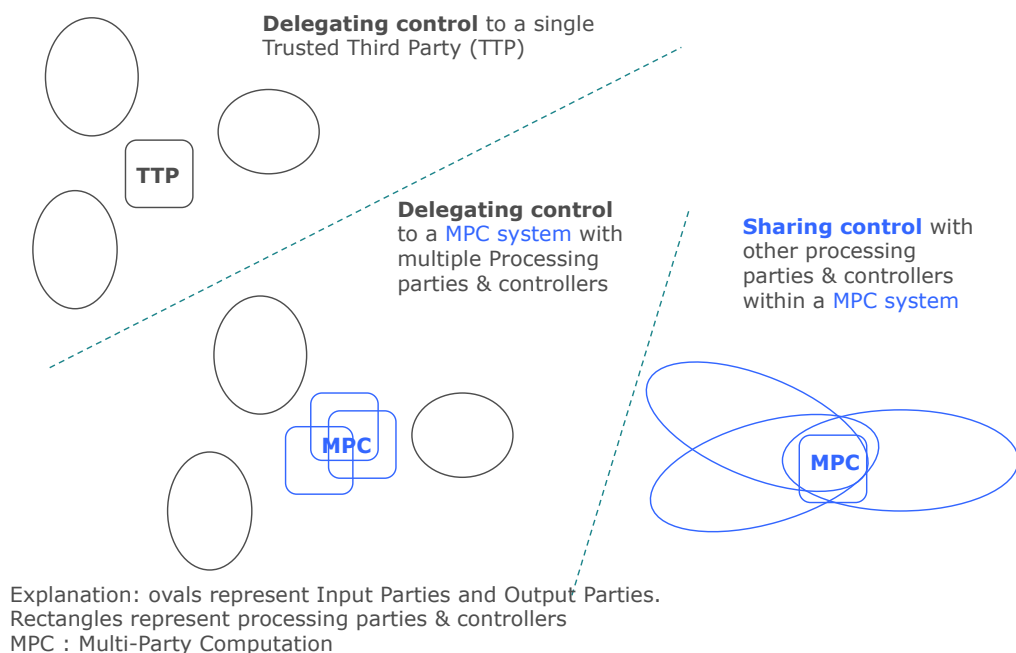 Delegating control to a single
Trusted Third Party (TTP)
TTP
Delegating control
to a MPC system with
multiple Processing
parties & controllers
MPC
Sharing control with
other processing
parties & controllers
within a MPC system
MPC
Explanation: ovals represent Input Parties and Output Parties.
Rectangles represent processing parties & controllers
MPC : Multi-Party Computation